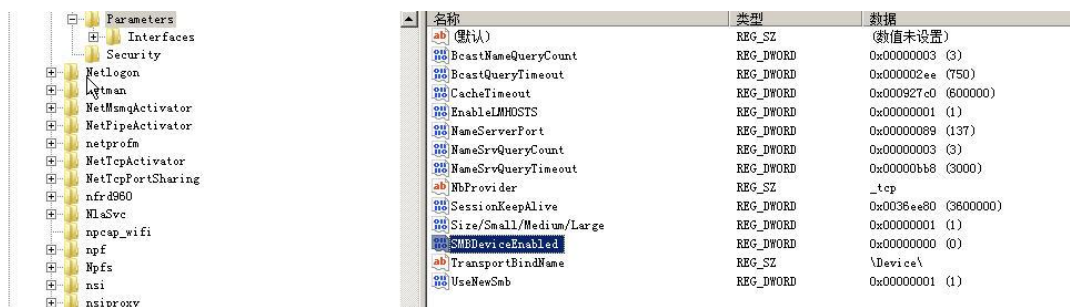 Parameters
Interfaces
Security
Netlogon
Netman
NetMsmqActivator
NetPipeActivator
netprofm
NetTcpActivator
NetTcpPortSharing
nfrd960
NlaSvc
npcap_wifi
npf
Npfs
nsi
nsiproxy
名称 类型 数据
(默认) REG_SZ (数值未设置)
BcastNameQueryCount REG_DWORD 0x00000003 (3)
BcastQueryTimeout REG_DWORD 0x000002ee (750)
CacheTimeout REG_DWORD 0x000927c0 (600000)
EnableLMHOSTS REG_DWORD 0x00000001 (1)
NameServerPort REG_DWORD 0x00000089 (137)
NameSrvQueryCount REG_DWORD 0x00000003 (3)
NameSrvQueryTimeout REG_DWORD 0x00000bb8 (3000)
NbProvider REG_SZ _tcp
SessionKeepAlive REG_DWORD 0x0036ee80 (3600000)
Size/Small/Medium/Large REG_DWORD 0x00000001 (1)
SMBDeviceEnabled REG_DWORD 0x00000000 (0)
TransportBindName REG_SZ \Device\
UseNewSmb REG_DWORD 0x00000001 (1)